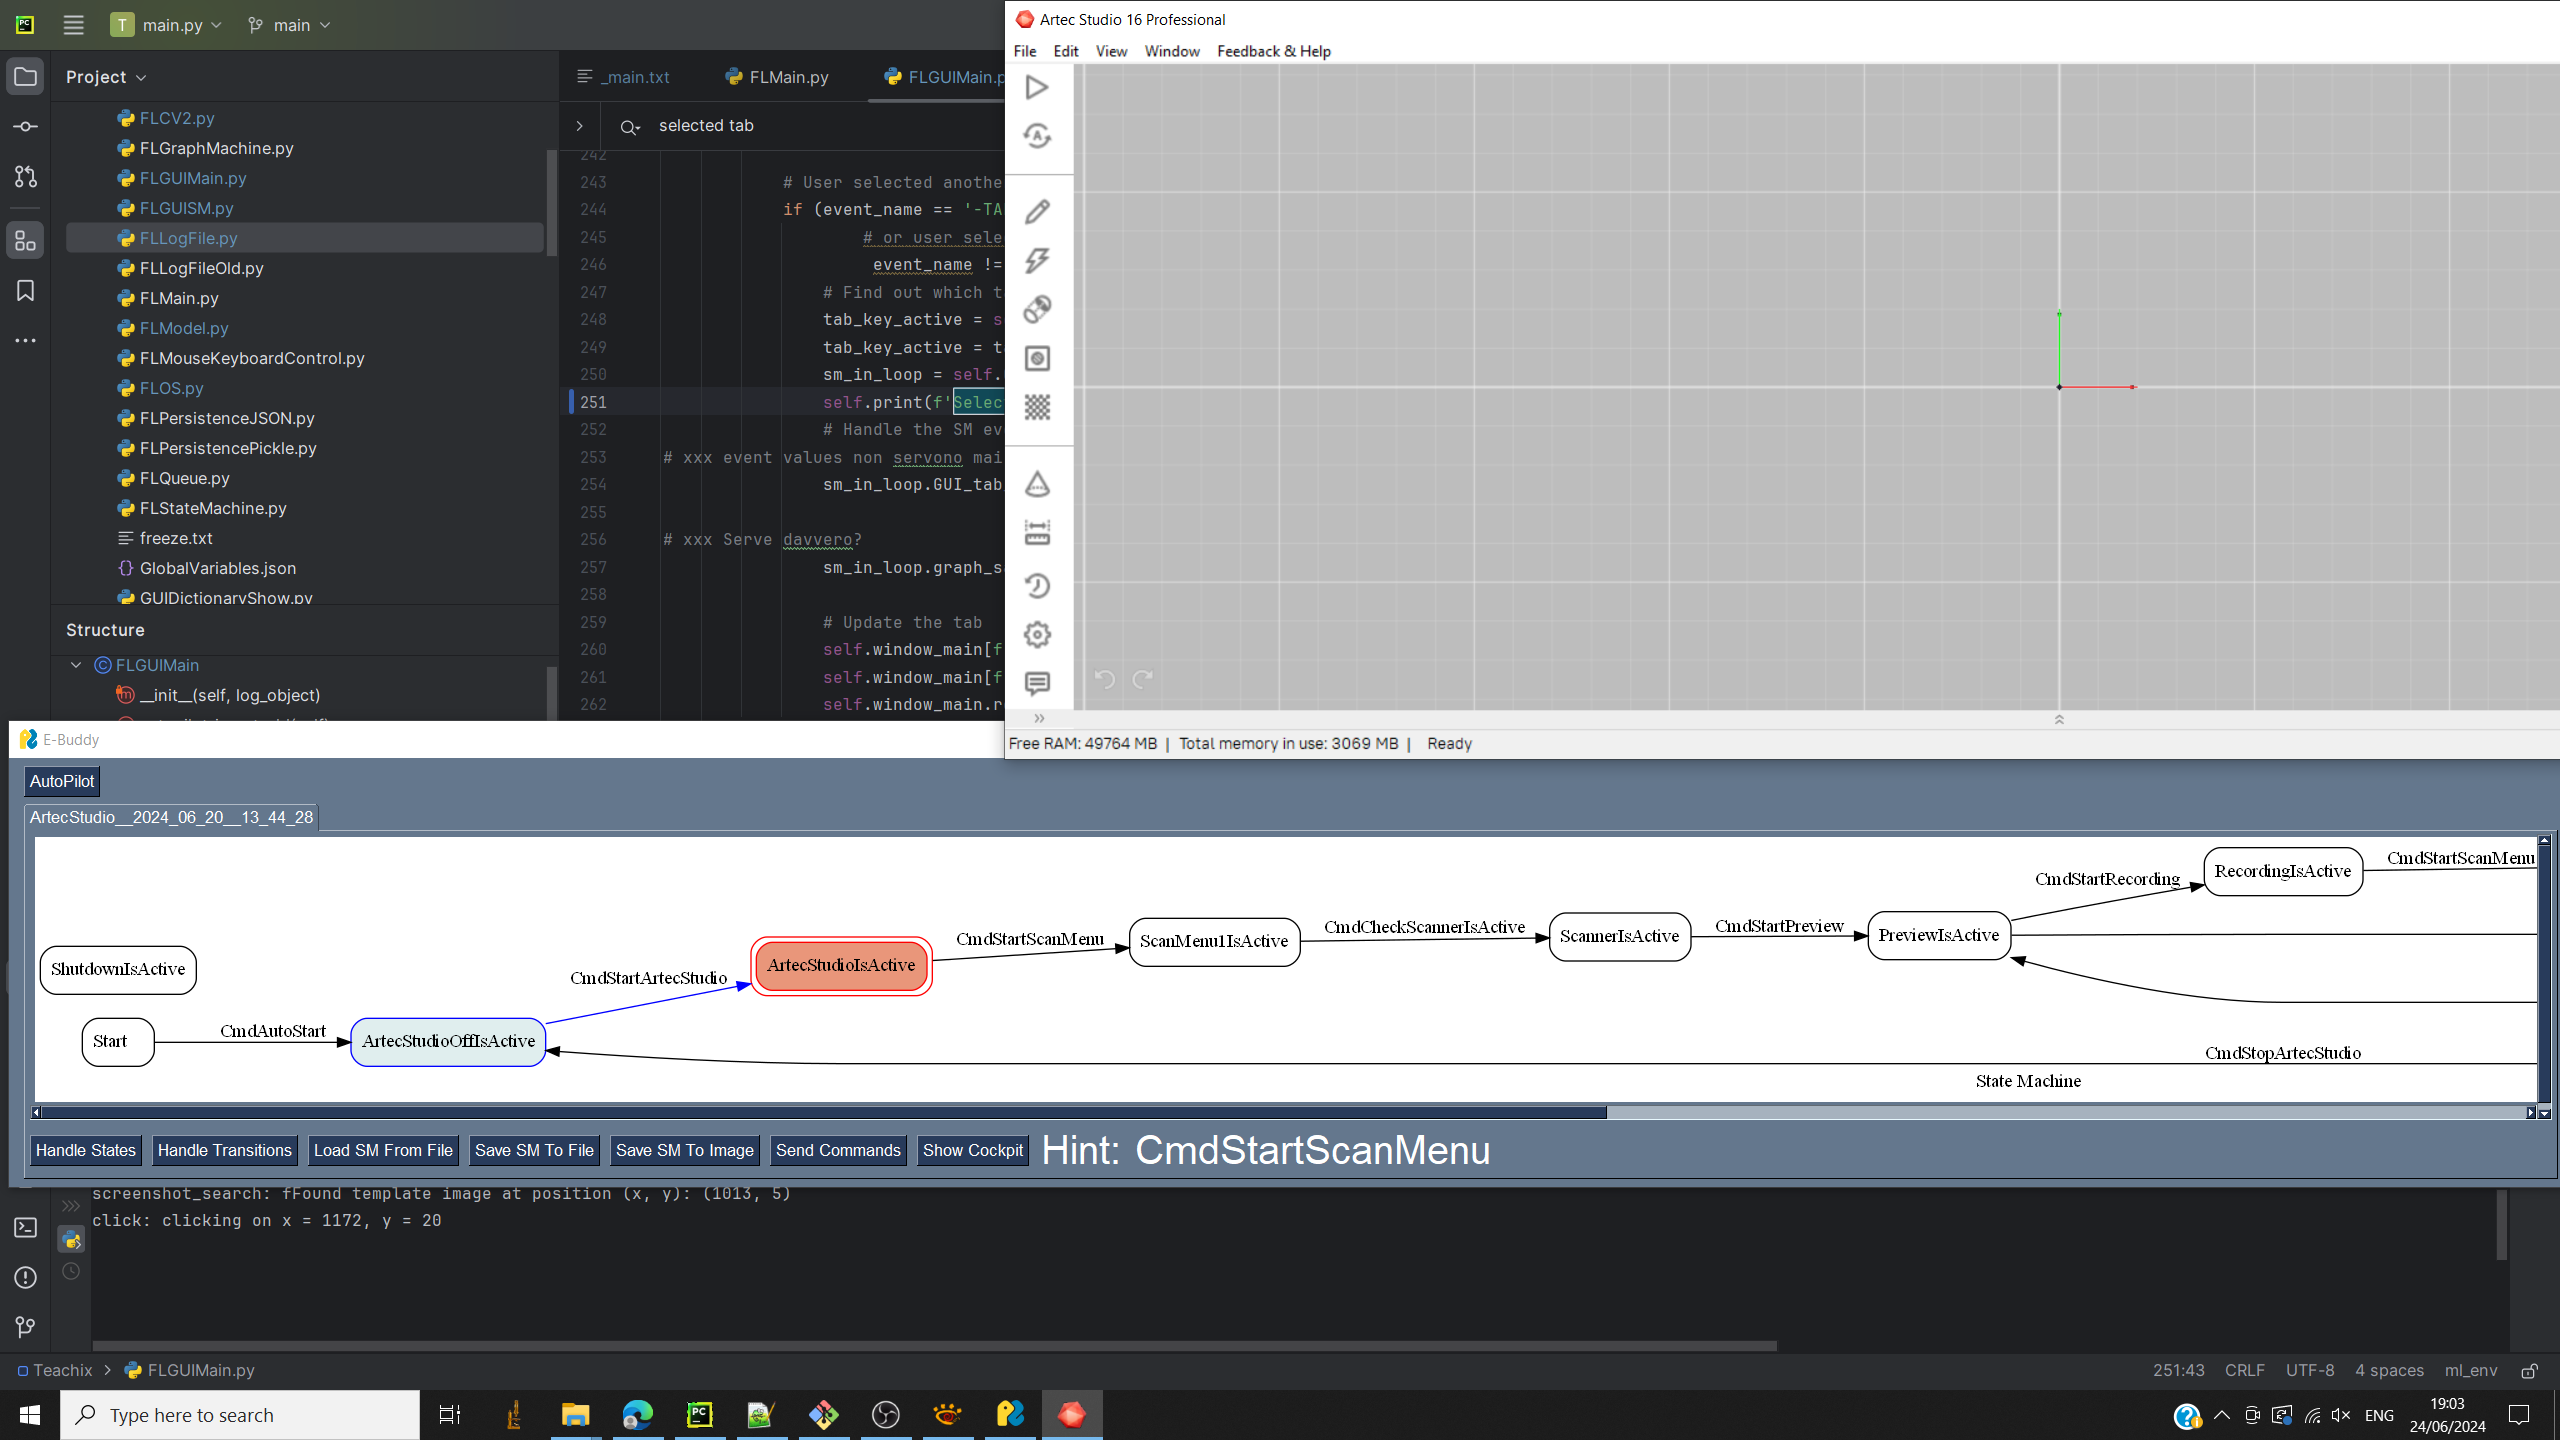 T main.py
main
Project
FLCV2.py
FLGraphMachine.py
FLGUIMain.py
FLGUISM.py
FLLogFile.py
FLLogFileOld.py
FLMain.py
FLModel.py
FLMouseKeyboardControl.py
FLOS.py
FLPersistenceJSON.py
FLPersistencePickle.py
FLQueue.py
FLStateMachine.py
freeze.txt
GlobalVariables.json
GUIDictionaryShow.py
Structure
FLGUIMain
__init__(self, log_object)
_main.txt
FLMain.py
FLGUIMain.p
selected tab
242
243 # User selected anothe
244 if (event_name == '-TA
245 # or user sele
246 event_name !=
247 # Find out which t
248 tab_key_active = s
249 tab_key_active = t
250 sm_in_loop = self.
251 self.print(f'Selec
252 # Handle the SM ev
253 # xxx event values non servono mai
254 sm_in_loop.GUI_tab
255
256 # xxx Serve davvero?
257 sm_in_loop.graph_s
258
259 # Update the tab
260 self.window_main[f
261 self.window_main[f
262 self.window_main.r
Artec Studio 16 Professional
File Edit View Window Feedback & Help
Free RAM: 49764 MB | Total memory in use: 3069 MB | Ready
E-Buddy
AutoPilot
ArtecStudio__2024_06_20__13_44_28
CmdStartScanMenu
RecordingIsActive
CmdStartRecording
CmdCheckScannerIsActive
CmdStartPreview
CmdStartScanMenu
ScanMenu1IsActive
ScannerIsActive
PreviewIsActive
ArtecStudioIsActive
ShutdownIsActive
CmdStartArtecStudio
CmdAutoStart
Start
ArtecStudioOffIsActive
CmdStopArtecStudio
State Machine
Handle States
Handle Transitions
Load SM From File
Save SM To File
Save SM To Image
Send Commands
Show Cockpit
Hint: CmdStartScanMenu
screenshot_search: fFound template image at position (x, y): (1013, 5)
click: clicking on x = 1172, y = 20
Teachix > FLGUIMain.py
251:43 CRLF UTF-8 4 spaces ml_env
Type here to search
PC
ENG
19:03
24/06/2024